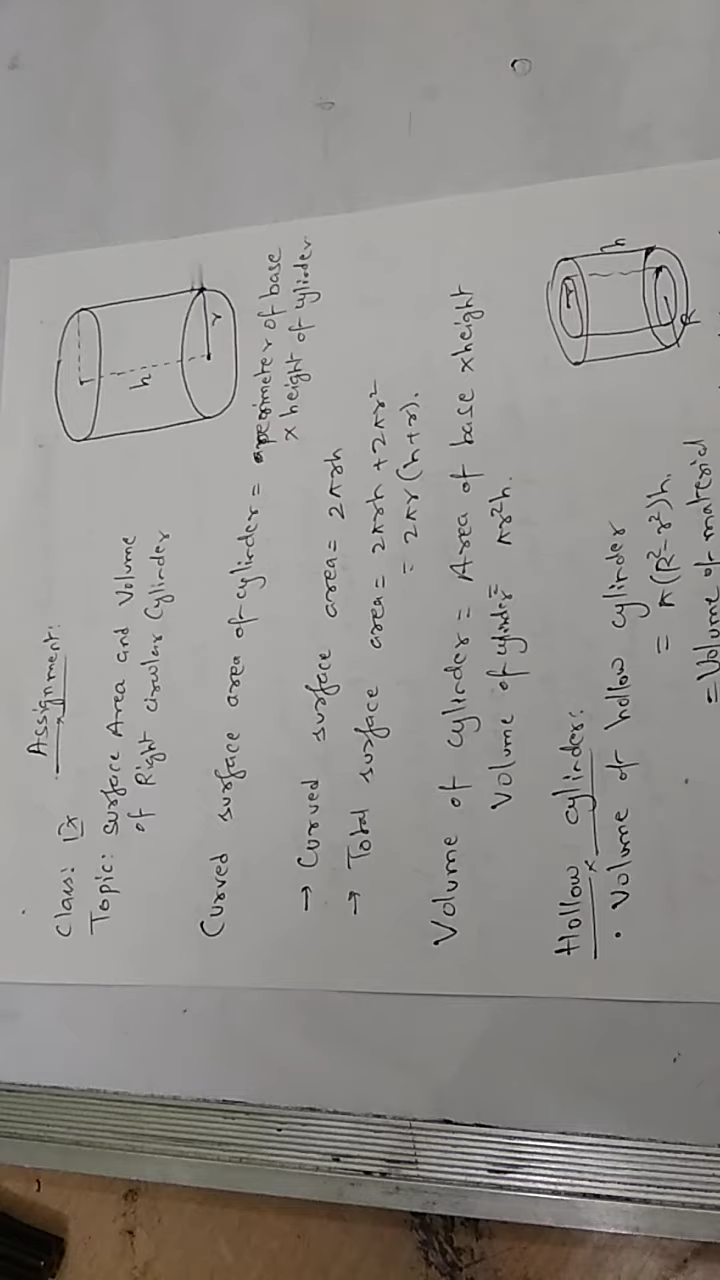 Assignment:
Class: IX
Topic: Surface Area and Volume
of Right circular Cylinder
h
r
Curved surface area of cylinder = perimeter of base
x height of cylinder.
→ Curved surface area = 2πrh
→ Total surface area = 2πrh + 2πr²
= 2πr (h+r).
Volume of cylinder = Area of base x height
Volume of cylinder = πr²h.
Hollow cylinder:
• Volume of hollow cylinder
= π(R²-r²)h.
= Volume of material
r
h
R